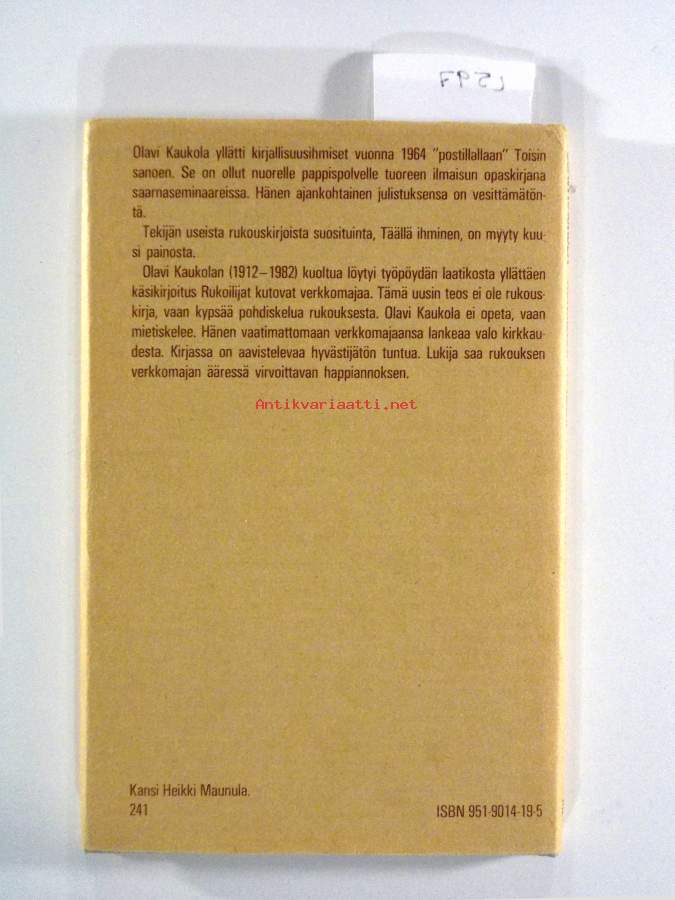 L597
Olavi Kaukola yllätti kirjallisuusihmiset vuonna 1964 "postillallaan" Toisin
sanoen. Se on ollut nuorelle pappispolvelle tuoreen ilmaisun opaskirjana
saarnaseminaareissa. Hänen ajankohtainen julistuksensa on vesittämätön-
tä.
Tekijän useista rukouskirjoista suosituinta, Täällä ihminen, on myyty kuu-
si painosta.
Olavi Kaukolan (1912–1982) kuoltua löytyi työpöydän laatikosta yllättäen
käsikirjoitus Rukoilijat kutovat verkkomajaa. Tämä uusin teos ei ole rukous-
kirja, vaan kypsää pohdiskelua rukouksesta. Olavi Kaukola ei opeta, vaan
mietiskelee. Hänen vaatimattomaan verkkomajaansa lankeaa valo kirkkau-
desta. Kirjassa on aavistelevaa hyvästijätön tuntua. Lukija saa rukouksen
verkkomajan ääressä virvoittavan happiannoksen.
Antikvariaatti.net
Kansi Heikki Maunula.
241
ISBN 951-9014-19-5